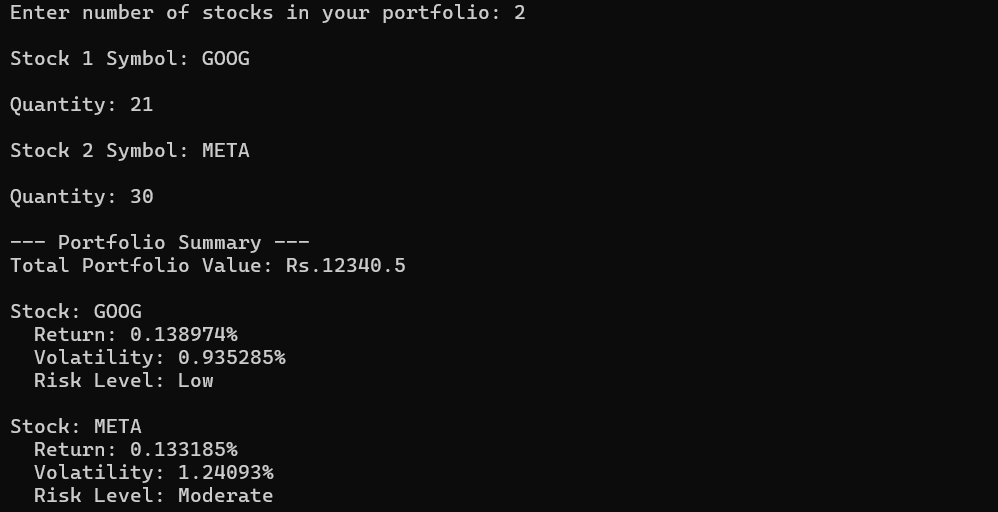 Enter number of stocks in your portfolio: 2
Stock 1 Symbol: GOOG
Quantity: 21
Stock 2 Symbol: META
Quantity: 30
--- Portfolio Summary ---
Total Portfolio Value: Rs.12340.5
Stock: GOOG
Return: 0.138974%
Volatility: 0.935285%
Risk Level: Low
Stock: META
Return: 0.133185%
Volatility: 1.24093%
Risk Level: Moderate